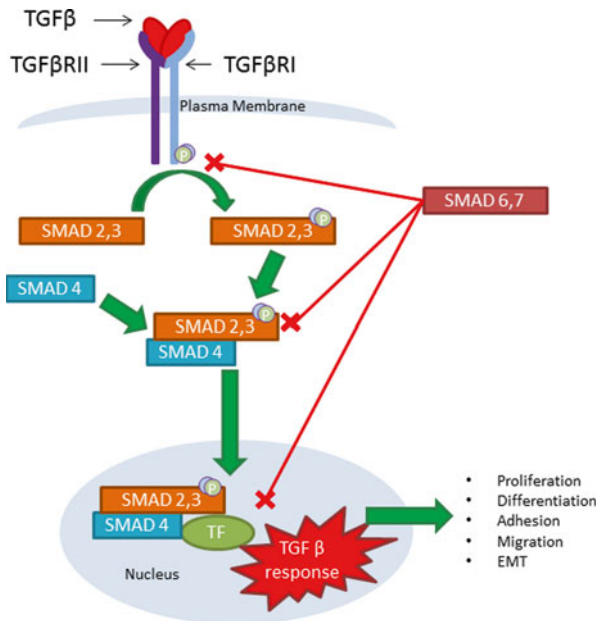 TGFβ
TGFβRII
TGFβRI
Plasma Membrane
P
SMAD 6,7
SMAD 2,3
SMAD 2,3
P
SMAD 4
SMAD 2,3
P
SMAD 4
SMAD 2,3
P
SMAD 4
TF
TGF β
response
Nucleus
• Proliferation
• Differentiation
• Adhesion
• Migration
• EMT